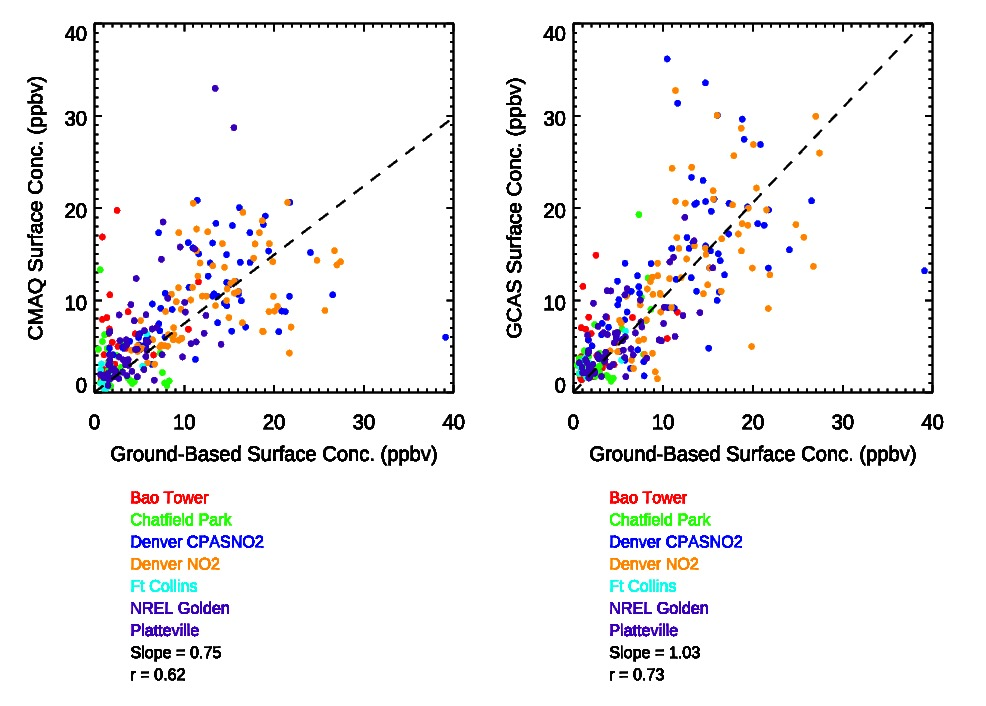 40
30
20
10
0
CMAQ Surface Conc. (ppbv)
0 10 20 30 40
Ground-Based Surface Conc. (ppbv)
Bao Tower
Chatfield Park
Denver CPASNO2
Denver NO2
Ft Collins
NREL Golden
Platteville
Slope = 0.75
r = 0.62
40
30
20
10
0
GCAS Surface Conc. (ppbv)
0 10 20 30 40
Ground-Based Surface Conc. (ppbv)
Bao Tower
Chatfield Park
Denver CPASNO2
Denver NO2
Ft Collins
NREL Golden
Platteville
Slope = 1.03
r = 0.73